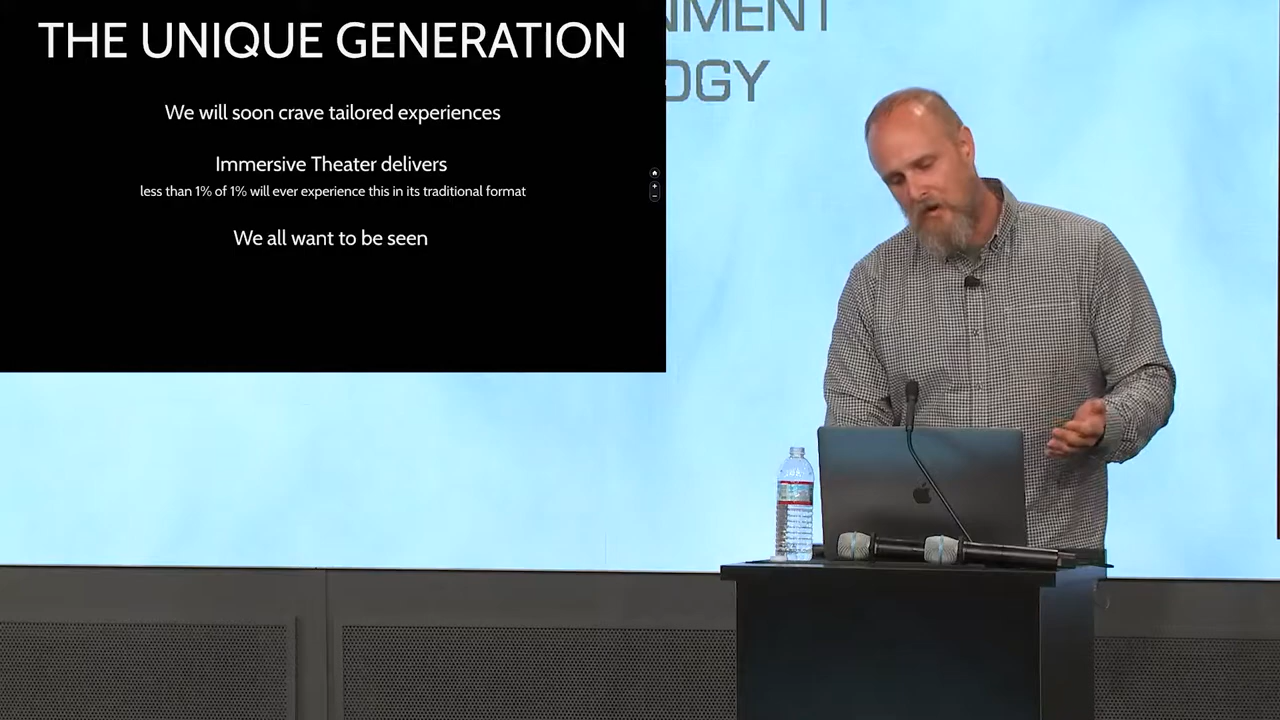 THE UNIQUE GENERATION
We will soon crave tailored experiences
Immersive Theater delivers
less than 1% of 1% will ever experience this in its traditional format
We all want to be seen
NMENT
OGY